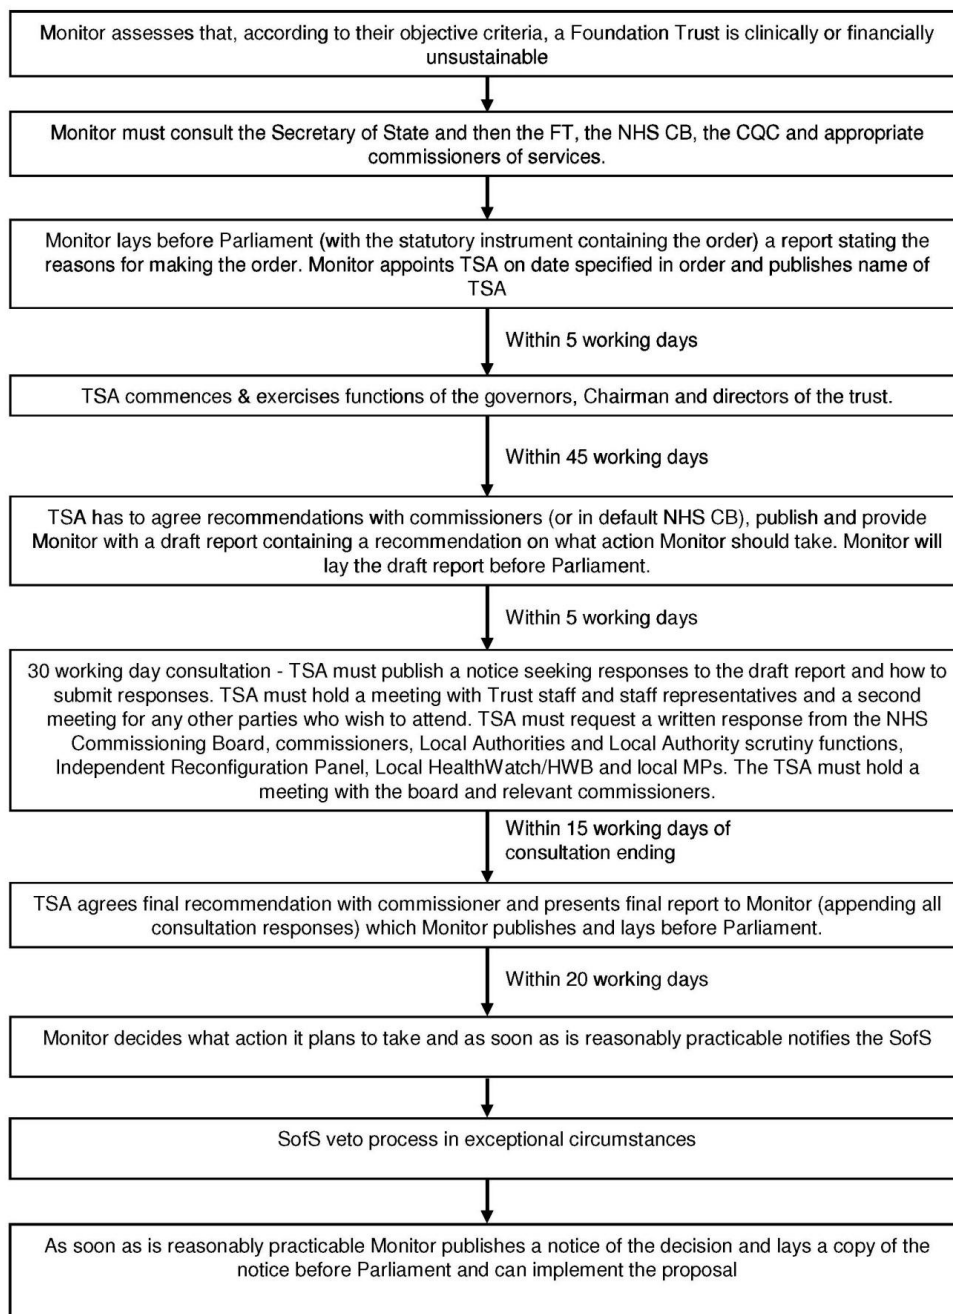 Monitor assesses that, according to their objective criteria, a Foundation Trust is clinically or financially
unsustainable
Monitor must consult the Secretary of State and then the FT, the NHS CB, the CQC and appropriate
commissioners of services.
Monitor lays before Parliament (with the statutory instrument containing the order) a report stating the
reasons for making the order. Monitor appoints TSA on date specified in order and publishes name of
TSA
Within 5 working days
TSA commences & exercises functions of the governors, Chairman and directors of the trust.
Within 45 working days
TSA has to agree recommendations with commissioners (or in default NHS CB), publish and provide
Monitor with a draft report containing a recommendation on what action Monitor should take. Monitor will
lay the draft report before Parliament.
Within 5 working days
30 working day consultation - TSA must publish a notice seeking responses to the draft report and how to
submit responses. TSA must hold a meeting with Trust staff and staff representatives and a second
meeting for any other parties who wish to attend. TSA must request a written response from the NHS
Commissioning Board, commissioners, Local Authorities and Local Authority scrutiny functions,
Independent Reconfiguration Panel, Local HealthWatch/HWB and local MPs. The TSA must hold a
meeting with the board and relevant commissioners.
Within 15 working days of
consultation ending
TSA agrees final recommendation with commissioner and presents final report to Monitor (appending all
consultation responses) which Monitor publishes and lays before Parliament.
Within 20 working days
Monitor decides what action it plans to take and as soon as is reasonably practicable notifies the SofS
SofS veto process in exceptional circumstances
As soon as is reasonably practicable Monitor publishes a notice of the decision and lays a copy of the
notice before Parliament and can implement the proposal